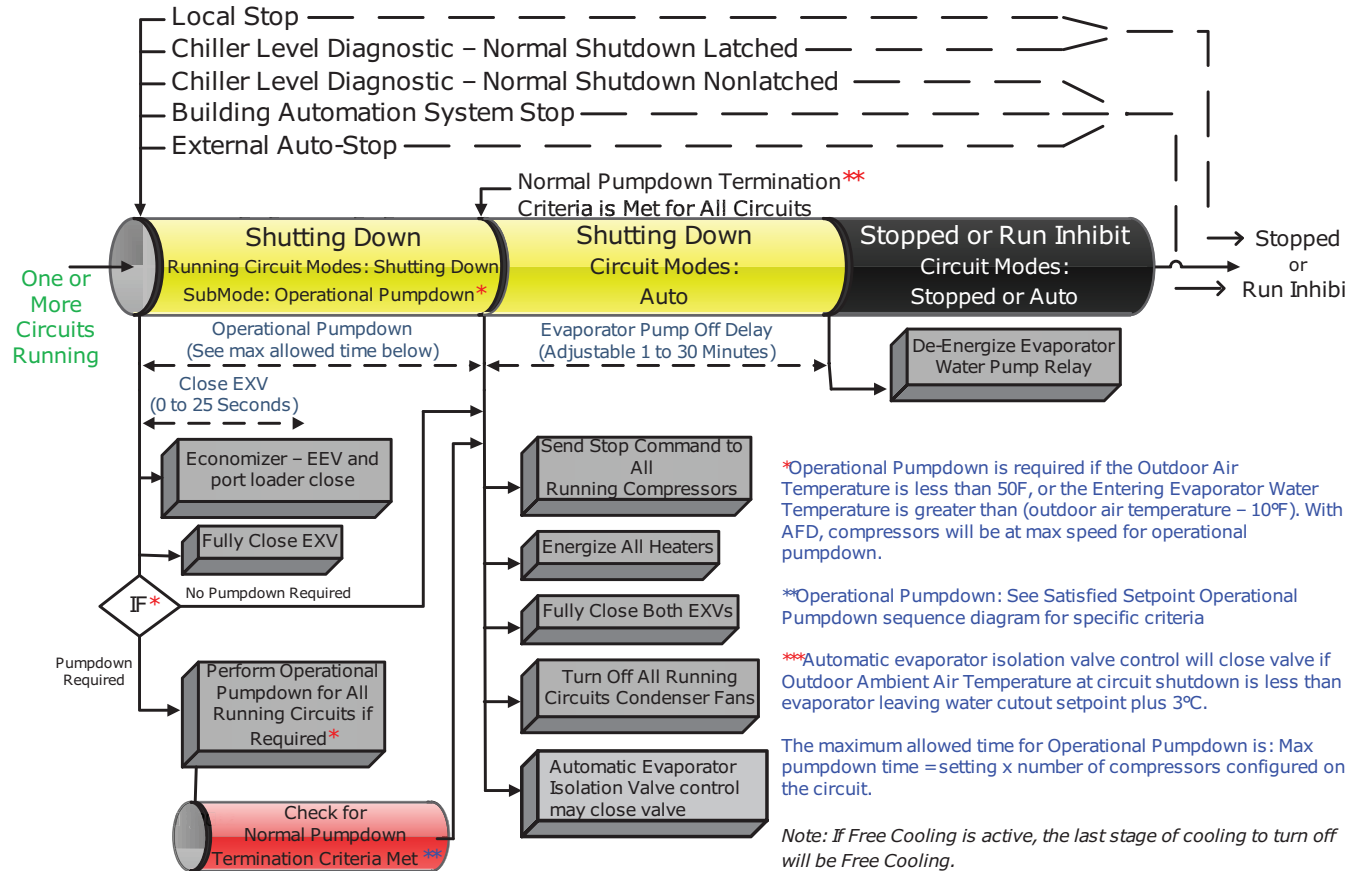 Local Stop
Chiller Level Diagnostic – Normal Shutdown Latched
Chiller Level Diagnostic – Normal Shutdown Nonlatched
Building Automation System Stop
External Auto-Stop
Normal Pumpdown Termination**
Criteria is Met for All Circuits
One or
More
Circuits
Running
Shutting Down
Running Circuit Modes: Shutting Down
SubMode: Operational Pumpdown*
Shutting Down
Circuit Modes:
Auto
Stopped or Run Inhibit
Circuit Modes:
Stopped or Auto
Stopped
or
Run Inhibi
Operational Pumpdown
(See max allowed time below)
Evaporator Pump Off Delay
(Adjustable 1 to 30 Minutes)
De-Energize Evaporator
Water Pump Relay
Close EXV
(0 to 25 Seconds)
Economizer – EEV and
port loader close
Fully Close EXV
IF*
No Pumpdown Required
Pumpdown
Required
Perform Operational
Pumpdown for All
Running Circuits if
Required*
Check for
Normal Pumpdown
Termination Criteria Met **
Send Stop Command to
All
Running Compressors
Energize All Heaters
Fully Close Both EXVs
Turn Off All Running
Circuits Condenser Fans
Automatic Evaporator
Isolation Valve control
may close valve
*Operational Pumpdown is required if the Outdoor Air
Temperature is less than 50F, or the Entering Evaporator Water
Temperature is greater than (outdoor air temperature – 10ºF). With
AFD, compressors will be at max speed for operational
pumpdown.
**Operational Pumpdown: See Satisfied Setpoint Operational
Pumpdown sequence diagram for specific criteria
***Automatic evaporator isolation valve control will close valve if
Outdoor Ambient Air Temperature at circuit shutdown is less than
evaporator leaving water cutout setpoint plus 3ºC.
The maximum allowed time for Operational Pumpdown is: Max
pumpdown time = setting x number of compressors configured on
the circuit.
Note: If Free Cooling is active, the last stage of cooling to turn off
will be Free Cooling.